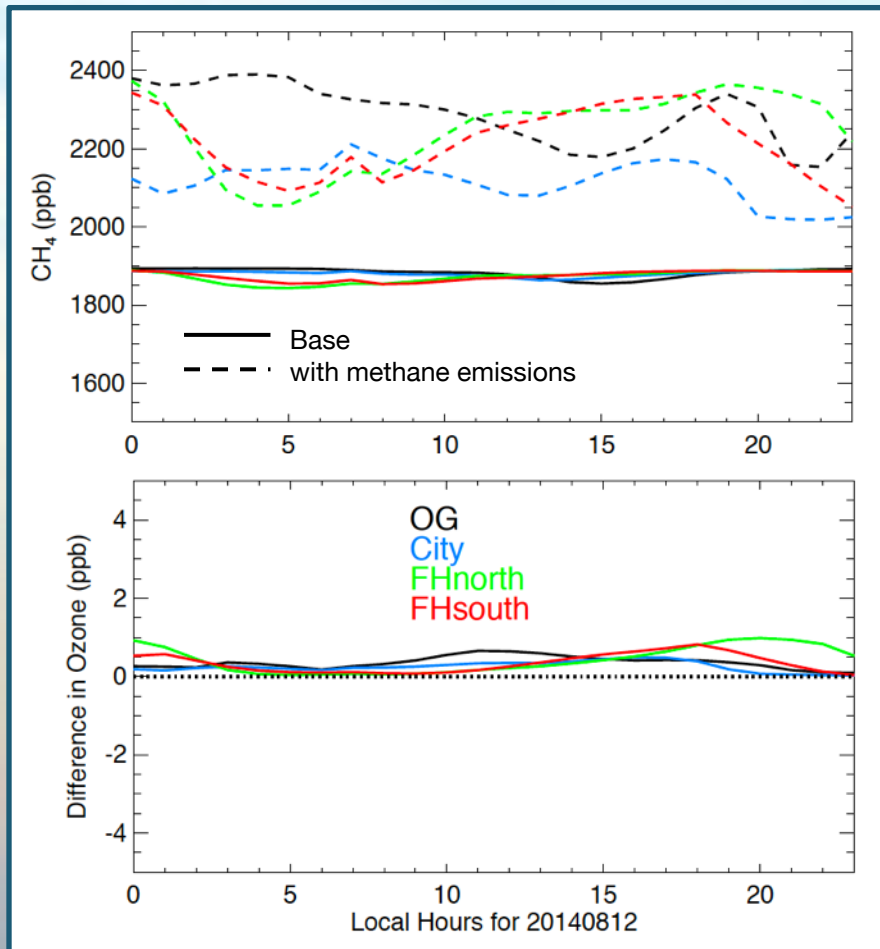 2400
2200
2000
1800
1600
CH₄ (ppb)
Base
with methane emissions
0 5 10 15 20
4
2
0
-2
-4
Difference in Ozone (ppb)
OG
City
FHnorth
FHsouth
0 5 10 15 20
Local Hours for 20140812